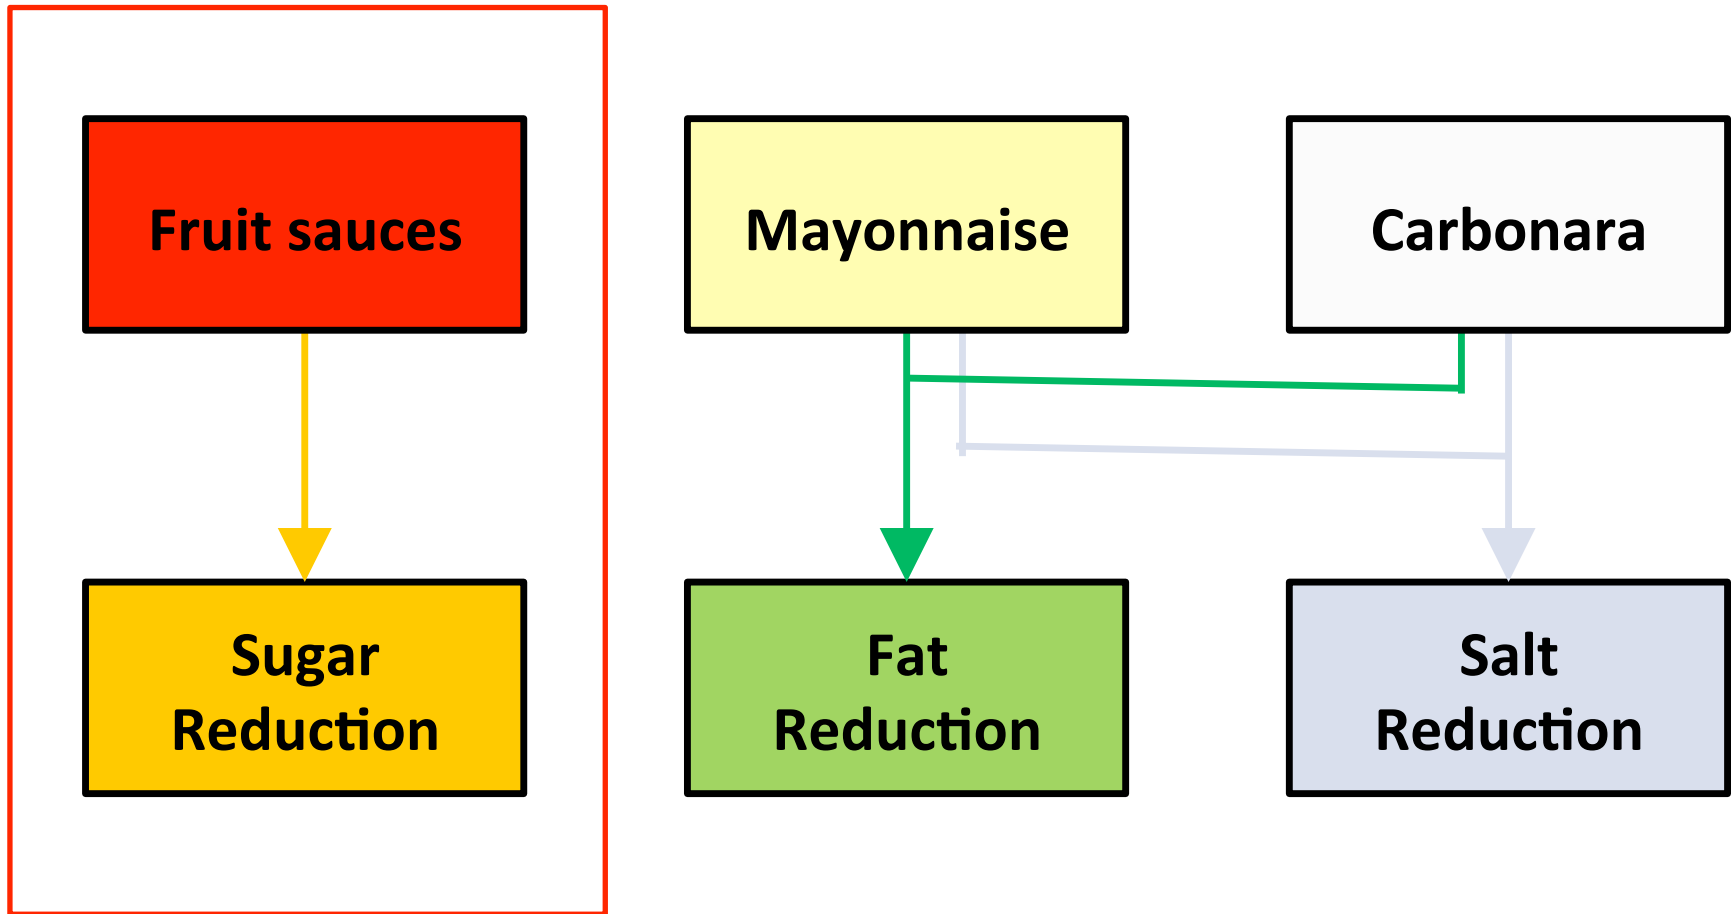 Fruit sauces
Mayonnaise
Carbonara
Sugar
Reduction
Fat
Reduction
Salt
Reduction